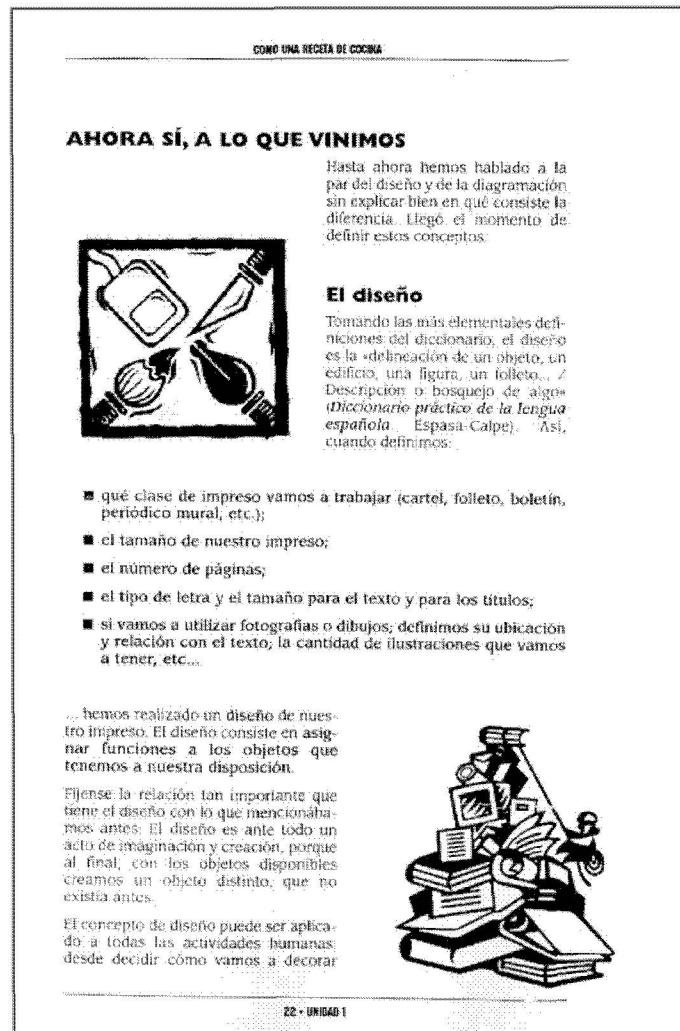 COMO UNA RECETA DE COCINA
AHORA SÍ, A LO QUE VINIMOS
Hasta ahora hemos hablado a la
par del diseño y de la diagramación
sin explicar bien en qué consiste la
diferencia. Llegó el momento de
definir estos conceptos.
El diseño
Tomando las más elementales defi-
niciones del diccionario, el diseño
es la «delineación de un objeto, un
edificio, una figura, un folleto... /
Descripción o bosquejo de algo»
(Diccionario práctico de la lengua
española. Espasa-Calpe). Así,
cuando definimos:
■ qué clase de impreso vamos a trabajar (cartel, folleto, boletín,
periódico mural, etc.);
■ el tamaño de nuestro impreso;
■ el número de páginas;
■ el tipo de letra y el tamaño para el texto y para los títulos;
■ si vamos a utilizar fotografías o dibujos; definimos su ubicación
y relación con el texto; la cantidad de ilustraciones que vamos
a tener, etc...
... hemos realizado un diseño de nues-
tro impreso. El diseño consiste en asig-
nar funciones a los objetos que
tenemos a nuestra disposición.
Fíjense la relación tan importante que
tiene el diseño con lo que mencionába-
mos antes: El diseño es ante todo un
acto de imaginación y creación, porque
al final, con los objetos disponibles
creamos un objeto distinto, que no
existía antes.
El concepto de diseño puede ser aplica-
do a todas las actividades humanas:
desde decidir cómo vamos a decorar
22 • UNIDAD 1